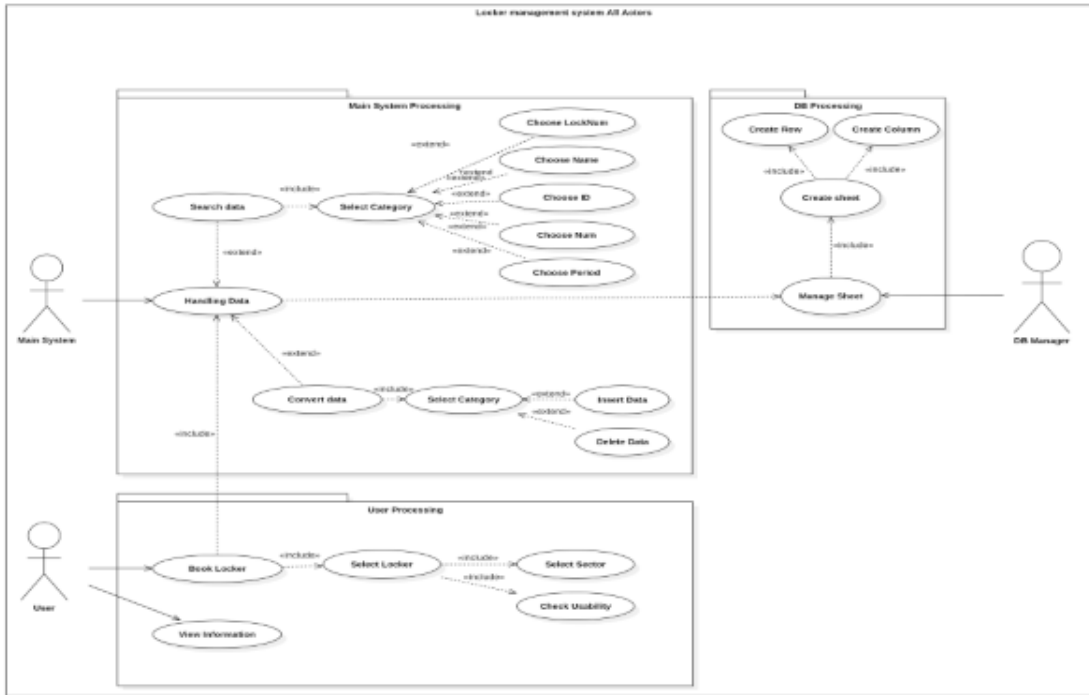 Locker management system All Actors
Main System Processing
DB Processing
Choose LockNum
Create Row
Create Column
«extend»
Choose Name
«extend
«include»
«include»
«include»
«extend»
Search data
Select Category
Choose ID
Create sheet
«extend»
Choose Num
«extend»
«extend»
«include»
Choose Period
Handling Data
Manage Sheet
Main System
DB Manager
«extend»
«include»
«extend»
Convert data
Select Category
Insert Data
«extend»
«include»
Delete Data
User Processing
«include»
«include»
Book Locker
Select Locker
Select Sector
«include»
User
Check Usability
View Information